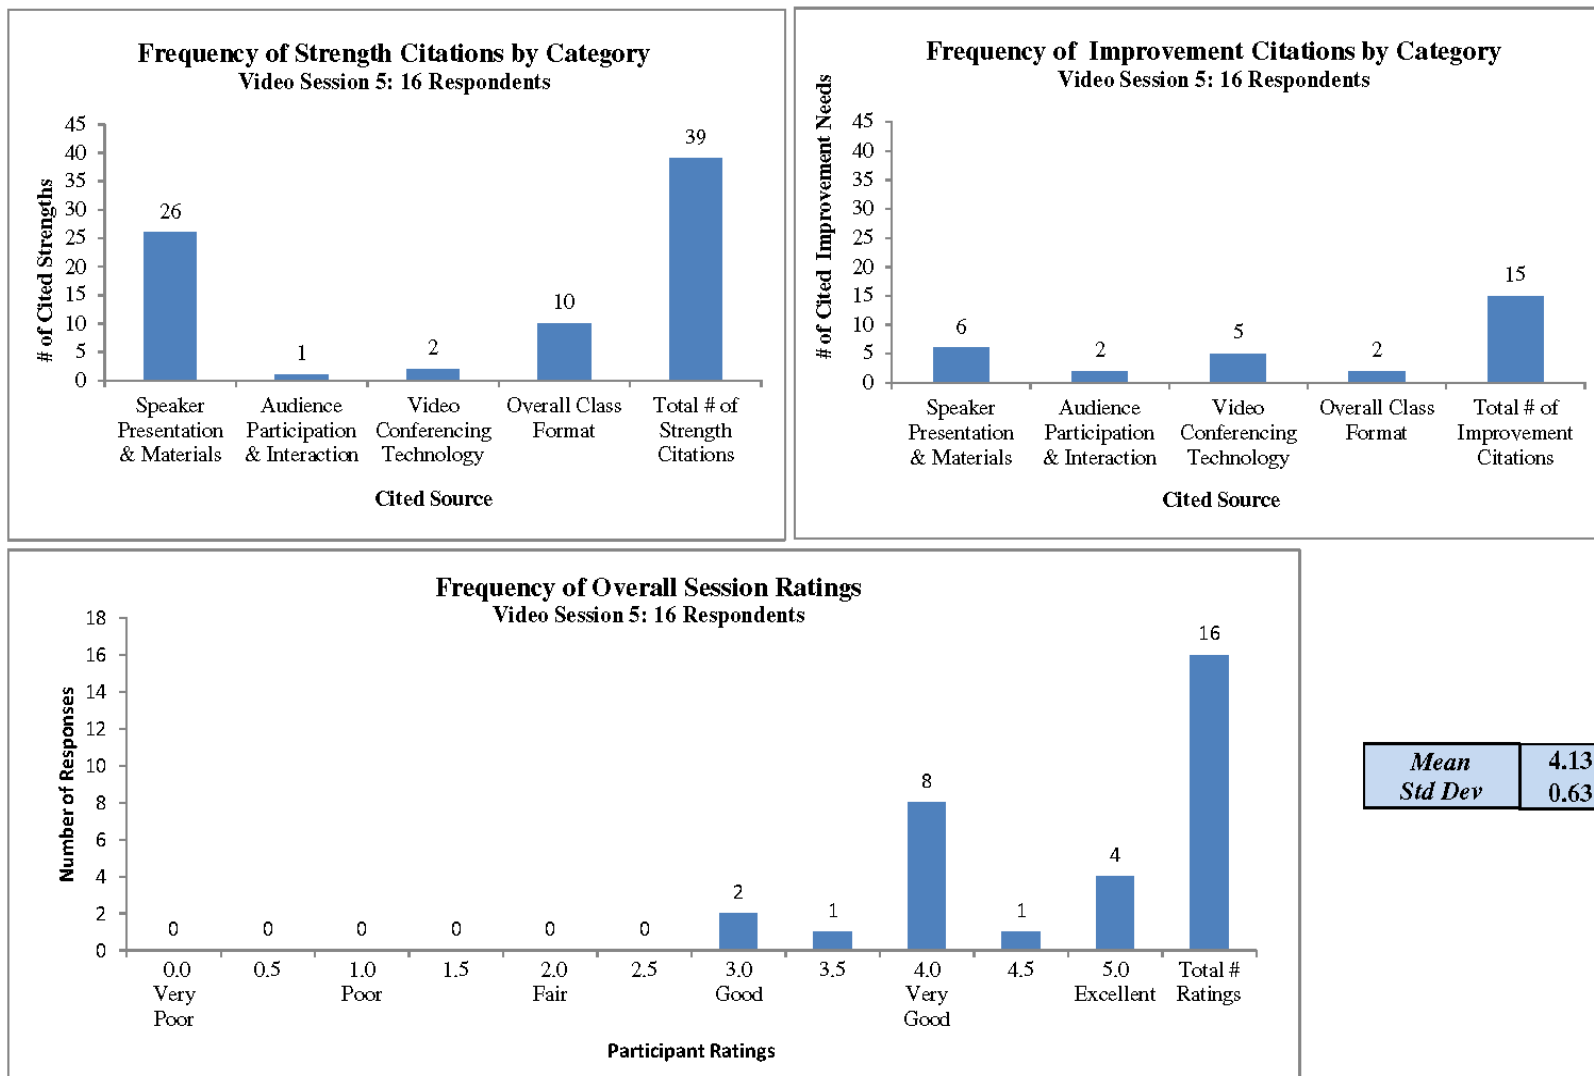 Frequency of Strength Citations by Category
Video Session 5: 16 Respondents
# of Cited Strengths
45
40
35
30
25
20
15
10
5
0
26
1
2
10
39
Speaker Presentation & Materials
Audience Participation & Interaction
Video Conferencing Technology
Overall Class Format
Total # of Strength Citations
Cited Source
Frequency of Improvement Citations by Category
Video Session 5: 16 Respondents
# of Cited Improvement Needs
45
40
35
30
25
20
15
10
5
0
6
2
5
2
15
Speaker Presentation & Materials
Audience Participation & Interaction
Video Conferencing Technology
Overall Class Format
Total # of Improvement Citations
Cited Source
Frequency of Overall Session Ratings
Video Session 5: 16 Respondents
Number of Responses
18
16
14
12
10
8
6
4
2
0
0
0
0
0
0
0
2
1
8
1
4
16
0.0 Very Poor
0.5
1.0 Poor
1.5
2.0 Fair
2.5
3.0 Good
3.5
4.0 Very Good
4.5
5.0 Excellent
Total # Ratings
Participant Ratings
Mean 4.13
Std Dev 0.63